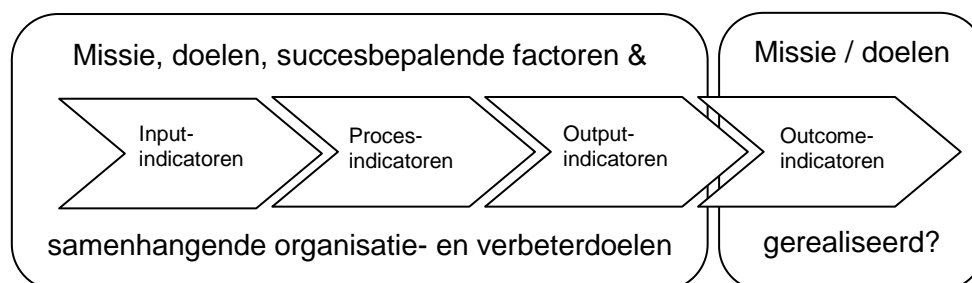 Missie, doelen, succesbepalende factoren &
Missie / doelen
Input-
indicatoren
Proces-
indicatoren
Output-
indicatoren
Outcome-
indicatoren
samenhangende organisatie- en verbeterdoelen
gerealiseerd?